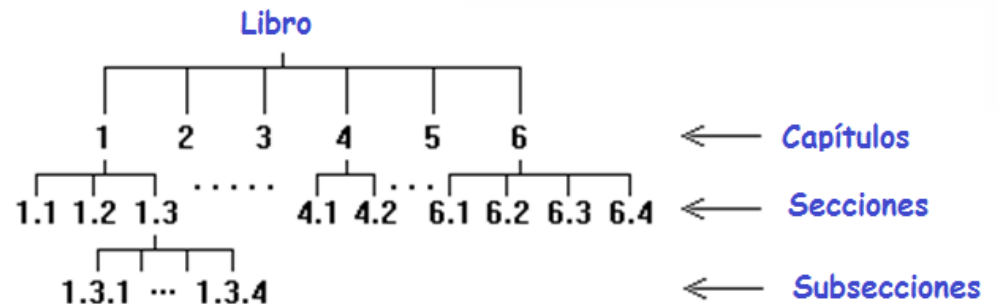 Libro
1 2 3 4 5 6 Capítulos
..... ...
1.1 1.2 1.3 4.1 4.2 6.1 6.2 6.3 6.4 Secciones
1.3.1 ... 1.3.4 Subsecciones